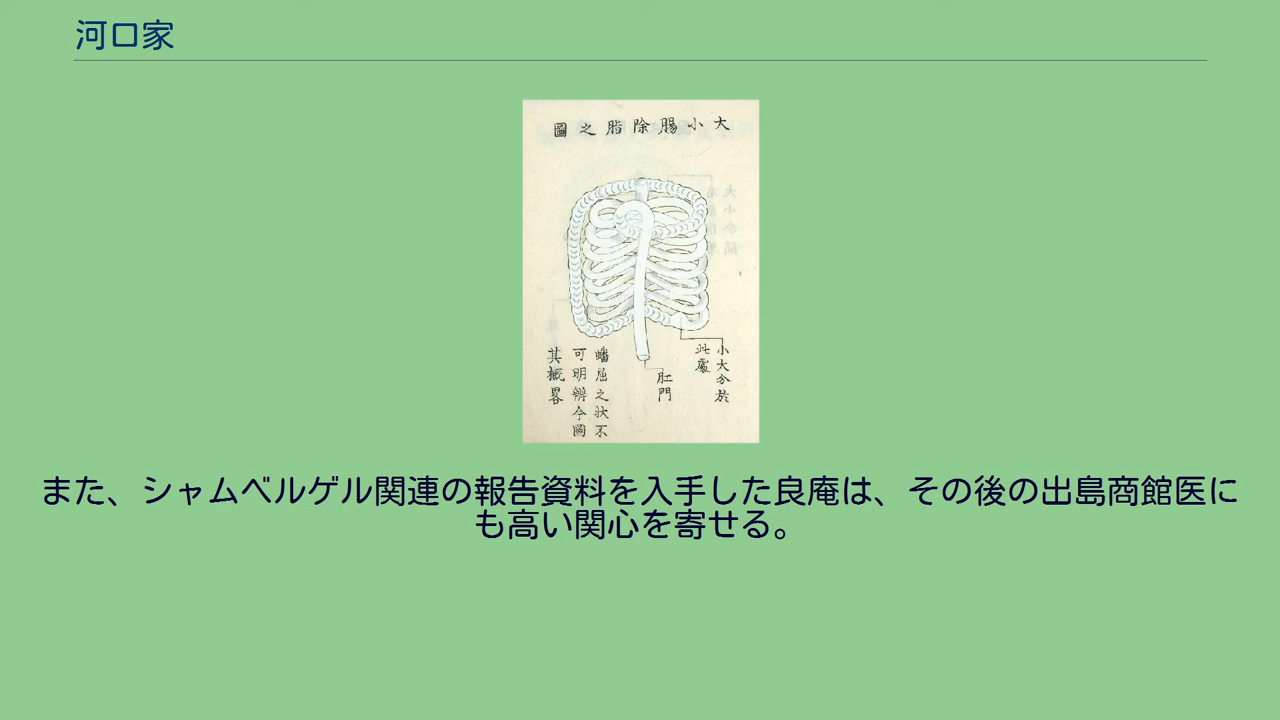 河口家
大小腸除脂之圖
小大分於
此處
肛門
蟠屈之状不
可明辨今圖
其概畧
また、シャムベルゲル関連の報告資料を入手した良庵は、その後の出島商館医に
も高い関心を寄せる。